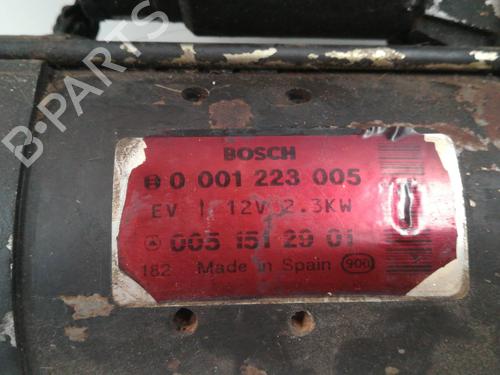 B-Parts
BOSCH
0 001 223 005
EV 12V 2.3KW
005 151 29 01
182 Made in Spain 906